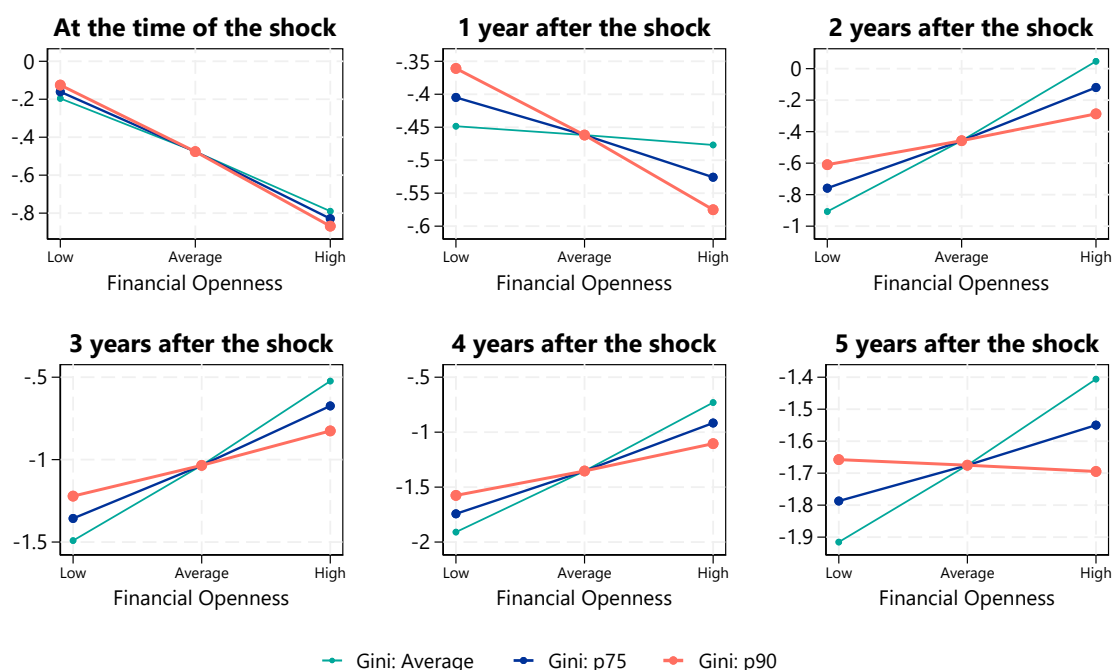 At the time of the shock
0
-.2
-.4
-.6
-.8
Low Average High
Financial Openness
1 year after the shock
-.35
-.4
-.45
-.5
-.55
-.6
Low Average High
Financial Openness
2 years after the shock
0
-.2
-.4
-.6
-.8
-1
Low Average High
Financial Openness
3 years after the shock
-.5
-1
-1.5
Low Average High
Financial Openness
4 years after the shock
-.5
-1
-1.5
-2
Low Average High
Financial Openness
5 years after the shock
-1.4
-1.5
-1.6
-1.7
-1.8
-1.9
Low Average High
Financial Openness
Gini: Average Gini: p75 Gini: p90